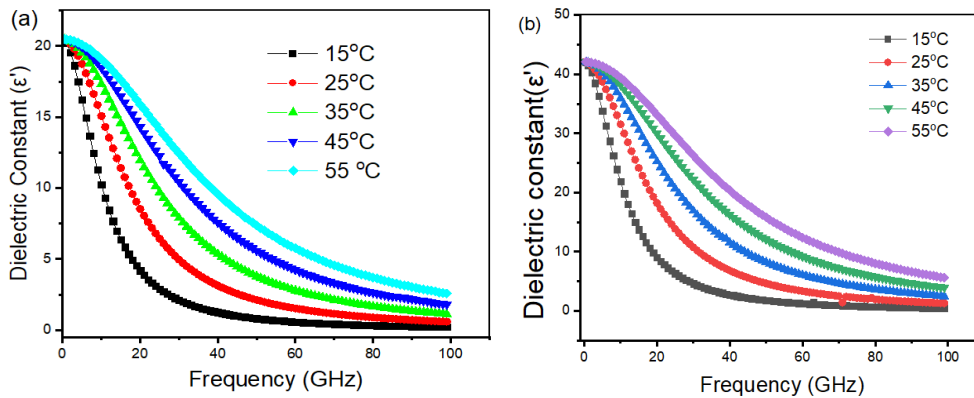 (a)
Dielectric Constant (ε')
20
15
10
5
0
0 20 40 60 80 100
Frequency (GHz)
15°C
25°C
35°C
45°C
55 °C
(b)
Dielectric constant(ε')
50
40
30
20
10
0
0 20 40 60 80 100
Frequency (GHz)
15°C
25°C
35°C
45°C
55°C